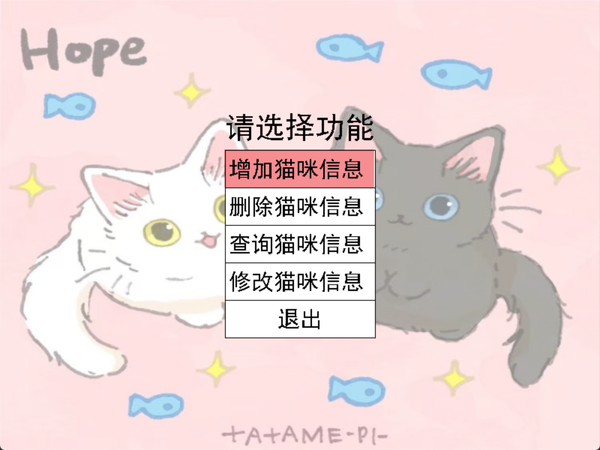 Hope
请选择功能
增加猫咪信息
删除猫咪信息
查询猫咪信息
修改猫咪信息
退出
TATAME-PI-